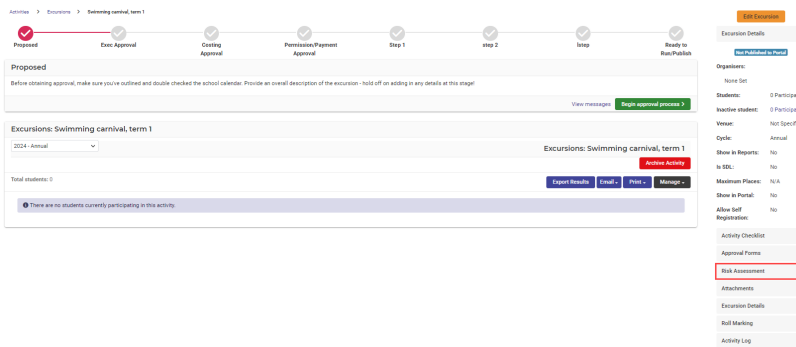 Activities > Excursions > Swimming carnival, term 1
Proposed
Exec Approval
Costing Approval
Permission/Payment Approval
Step 1
step 2
lstep
Ready to Run/Publish
Proposed
Before obtaining approval, make sure you've outlined and double checked the school calendar. Provide an overall description of the excursion - hold off on adding in any details at this stage!
View messages Begin approval process >
Excursions: Swimming carnival, term 1
2024 - Annual
Excursions: Swimming carnival, term 1
Archive Activity
Total students: 0
Export Results Email Print Manage
There are no students currently participating in this activity.
Edit Excursion
Excursion Details
Not Published in Portal
Organisers:
None Set
Students: 0 Participa
Inactive student: 0 Participa
Venue: Not Specif
Cycle: Annual
Show in Reports: No
Is SDL: No
Maximum Places: N/A
Show in Portal: No
Allow Self Registration: No
Activity Checklist
Approval Forms
Risk Assessment
Attachments
Excursion Details
Roll Marking
Activity Log